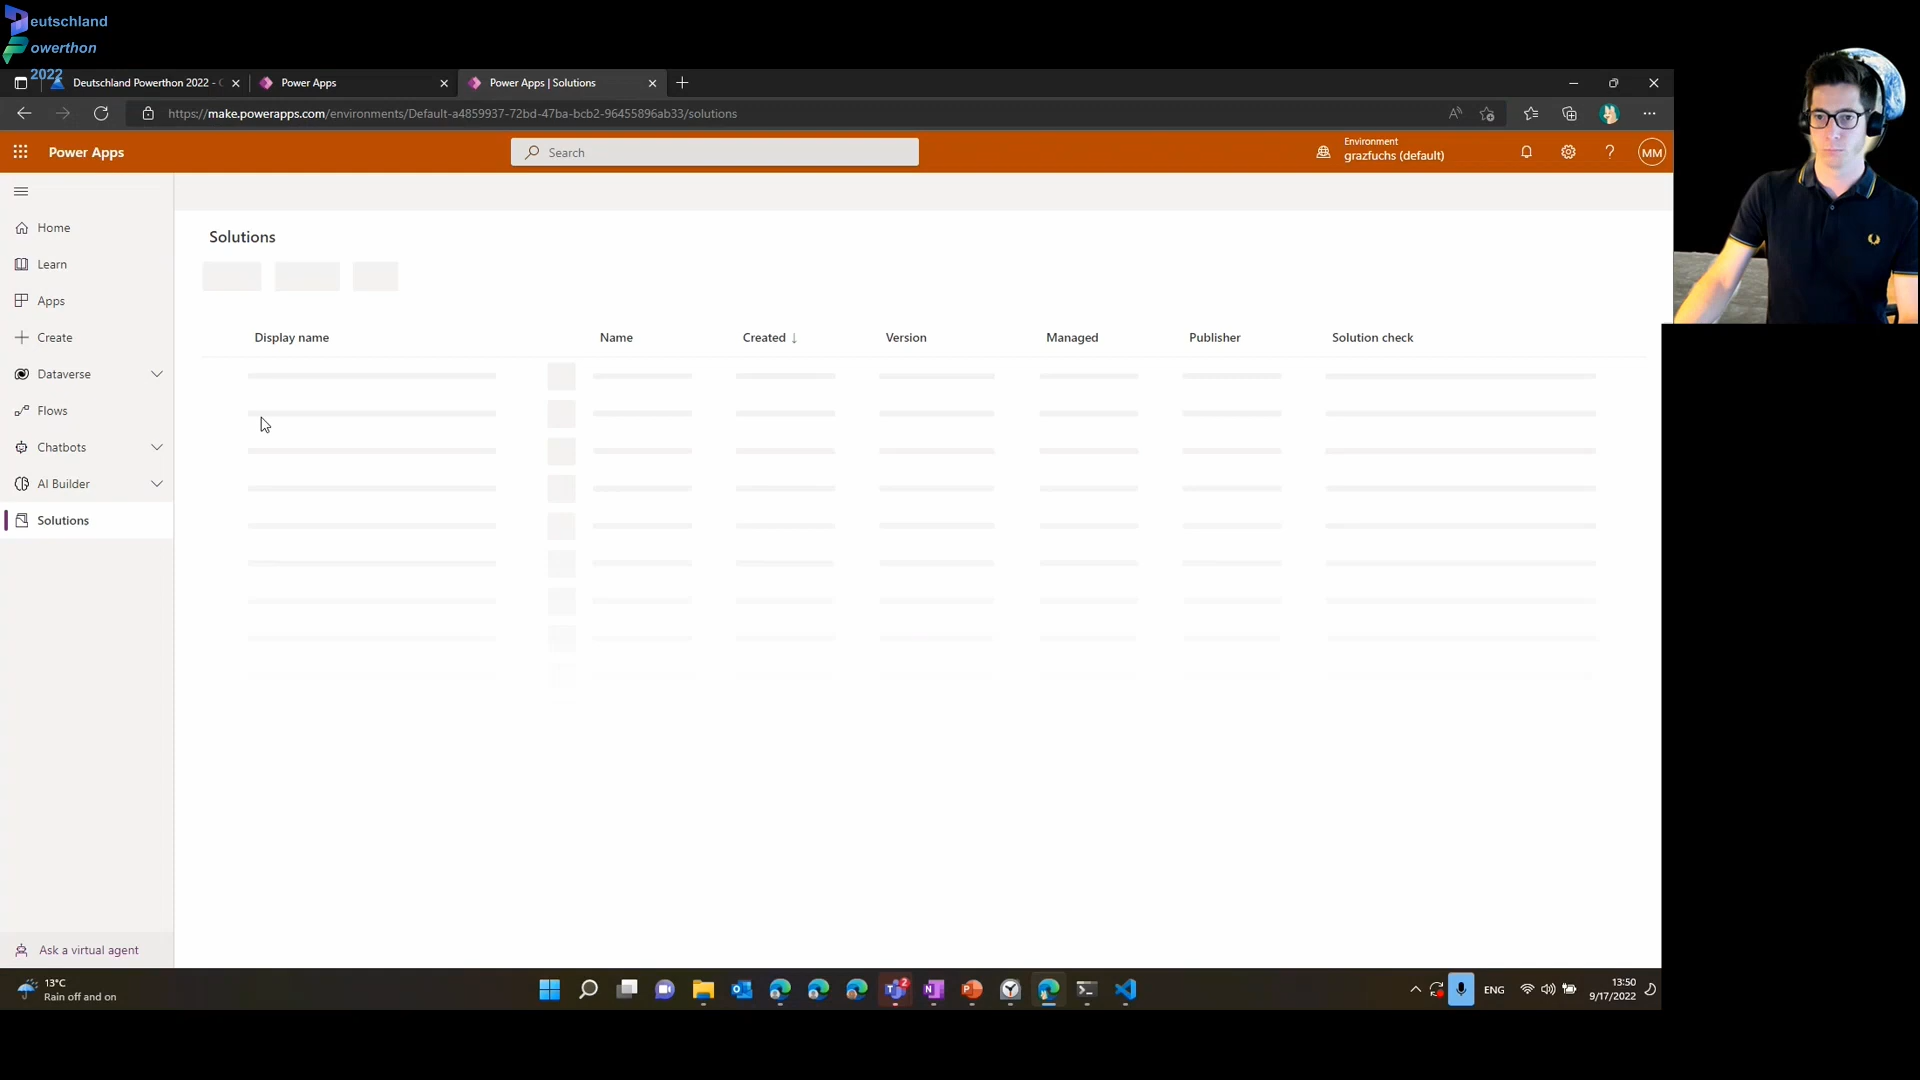 Deutschland
Powerthon
2022
Deutschland Powerthon 2022 -
Power Apps
Power Apps | Solutions
https://make.powerapps.com/environments/Default-a4859937-72bd-47ba-bcb2-96455896ab33/solutions
Power Apps
Search
Environment
grazfuchs (default)
MM
Home
Learn
Apps
Create
Dataverse
Flows
Chatbots
AI Builder
Solutions
Ask a virtual agent
Solutions
Display name
Name
Created ↓
Version
Managed
Publisher
Solution check
13°C
Rain off and on
2
ENG
13:50
9/17/2022